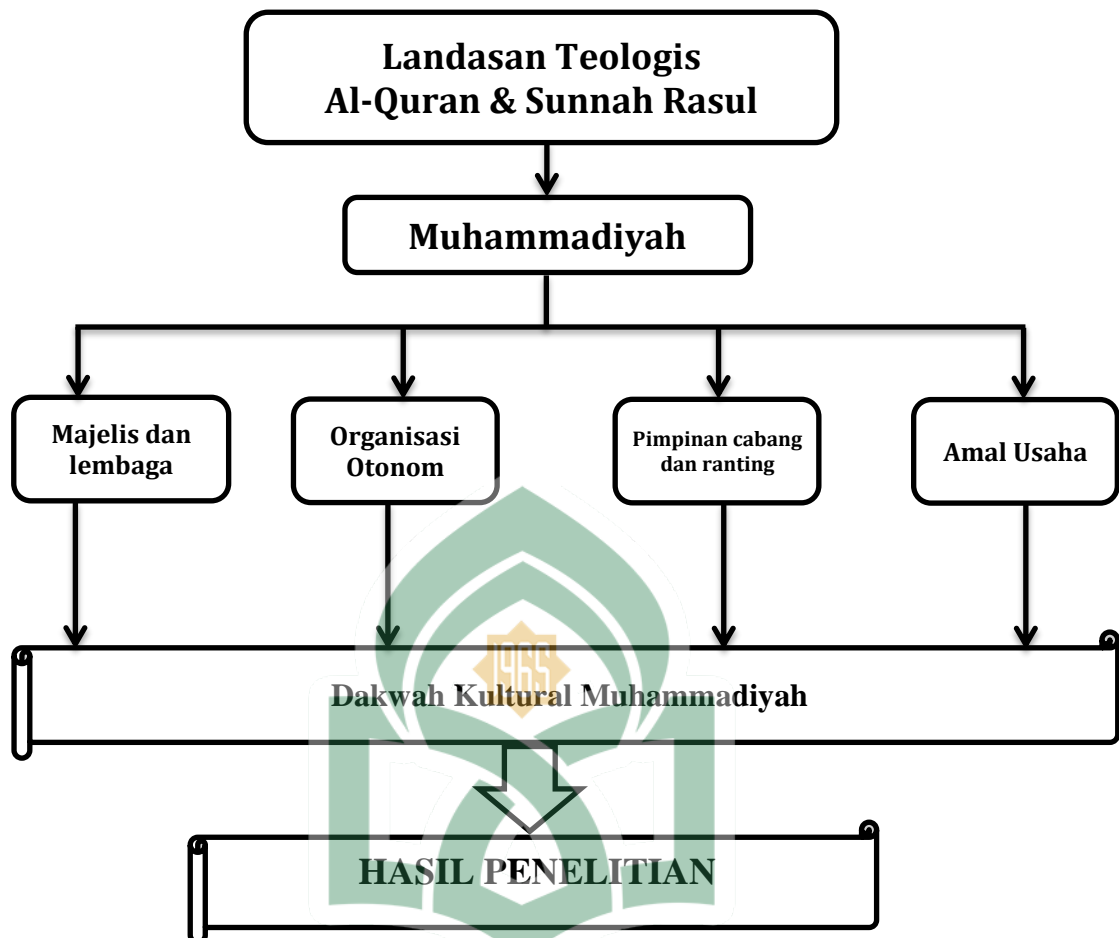 Landasan Teologis
Al-Quran & Sunnah Rasul
Muhammadiyah
Majelis dan
lembaga
Organisasi
Otonom
Pimpinan cabang
dan ranting
Amal Usaha
1965
Dakwah Kultural Muhammadiyah
HASIL PENELITIAN